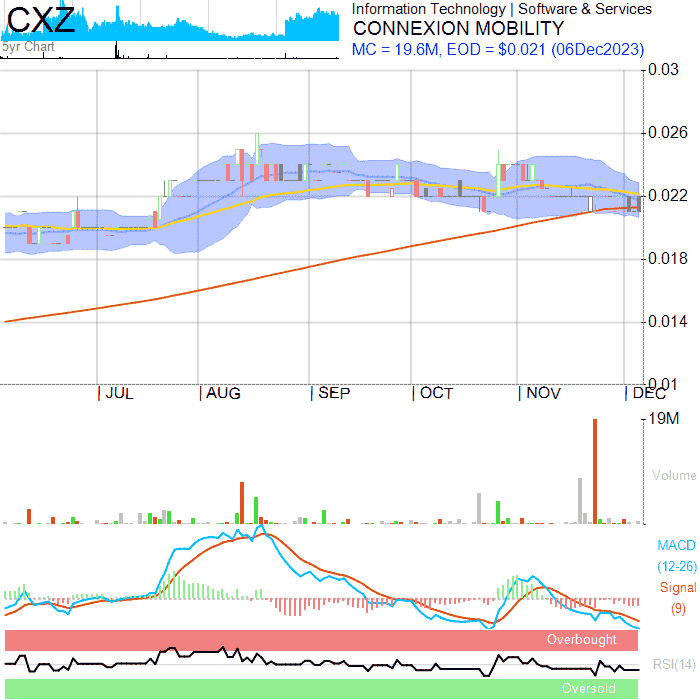 CXZ
5yr Chart
Information Technology | Software & Services
CONNEXION MOBILITY
MC = 19.6M, EOD = $0.021 (06Dec2023)
0.03
0.026
0.022
0.018
0.014
0.01
JUL AUG SEP OCT NOV DEC
19M
Volume
MACD
(12-26)
Signal
(9)
Overbought
RSI(14)
Oversold